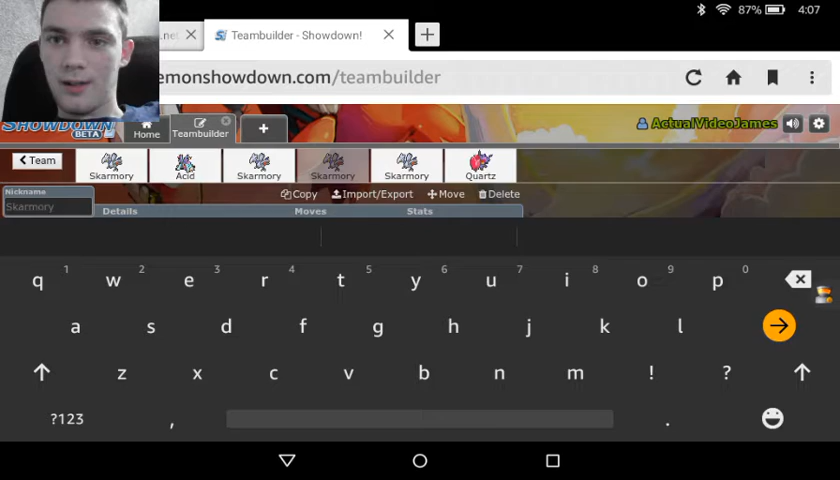 87% 4:07
.net Teambuilder - Showdown!
emonshowdown.com/teambuilder
SHOWDOWN
BETA
Home
Teambuilder
ActualVideoJames
Team
Skarmory Acid Skarmory Skarmory Skarmory Quartz
Nickname
Copy Import/Export Move Delete
Skarmory
Details Moves Stats
1 2 3 4 5 6 7 8 9 0
q w e r t y u i o p
a s d f g h j k l
z x c v b n m ! ?
?123 , .